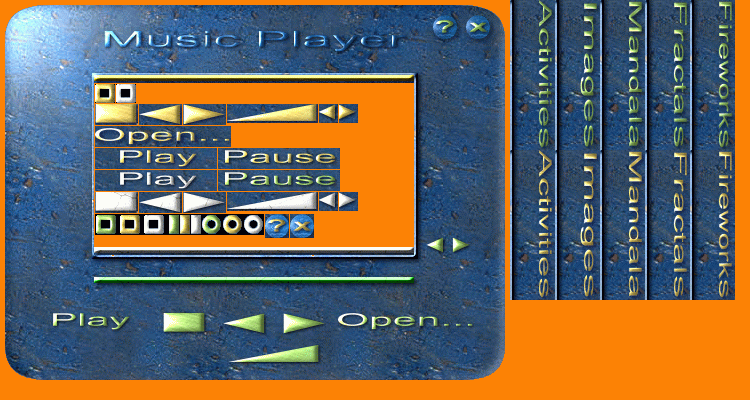 Music Player ? x
Open...
Play Pause
Play Pause
? x
Play Open...
Activities Images Mandala Fractals Fireworks
Activities Images Mandala Fractals Fireworks